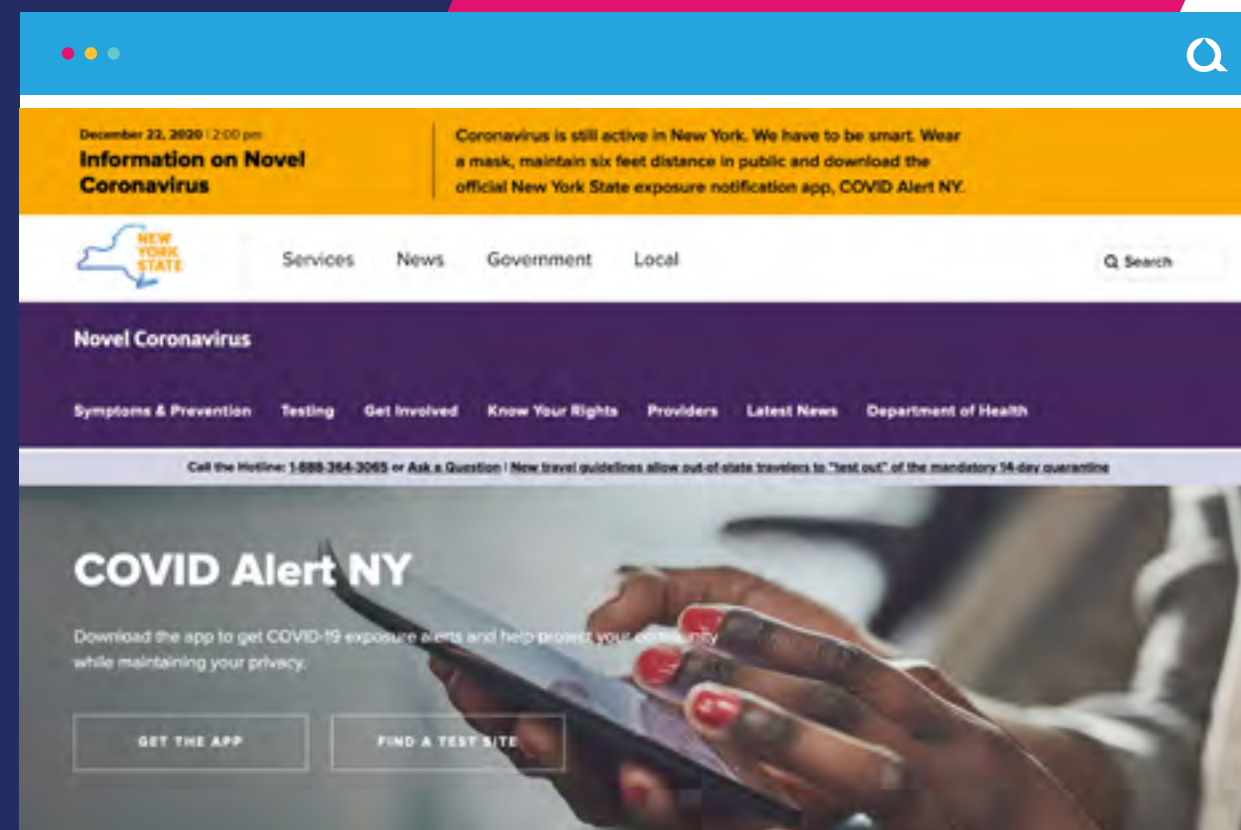 December 22, 2020 | 2:00 pm
Information on Novel
Coronavirus
Coronavirus is still active in New York. We have to be smart. Wear
a mask, maintain six feet distance in public and download the
official New York State exposure notification app, COVID Alert NY.
NEW
YORK
STATE
Services News Government Local
Search
Novel Coronavirus
Symptoms & Prevention Testing Get Involved Know Your Rights Providers Latest News Department of Health
Call the Hotline: 1-888-364-3065 or Ask a Question | New travel guidelines allow out-of-state travelers to "test out" of the mandatory 14-day quarantine
COVID Alert NY
Download the app to get COVID-19 exposure alerts and help protect your community
while maintaining your privacy.
GET THE APP
FIND A TEST SITE